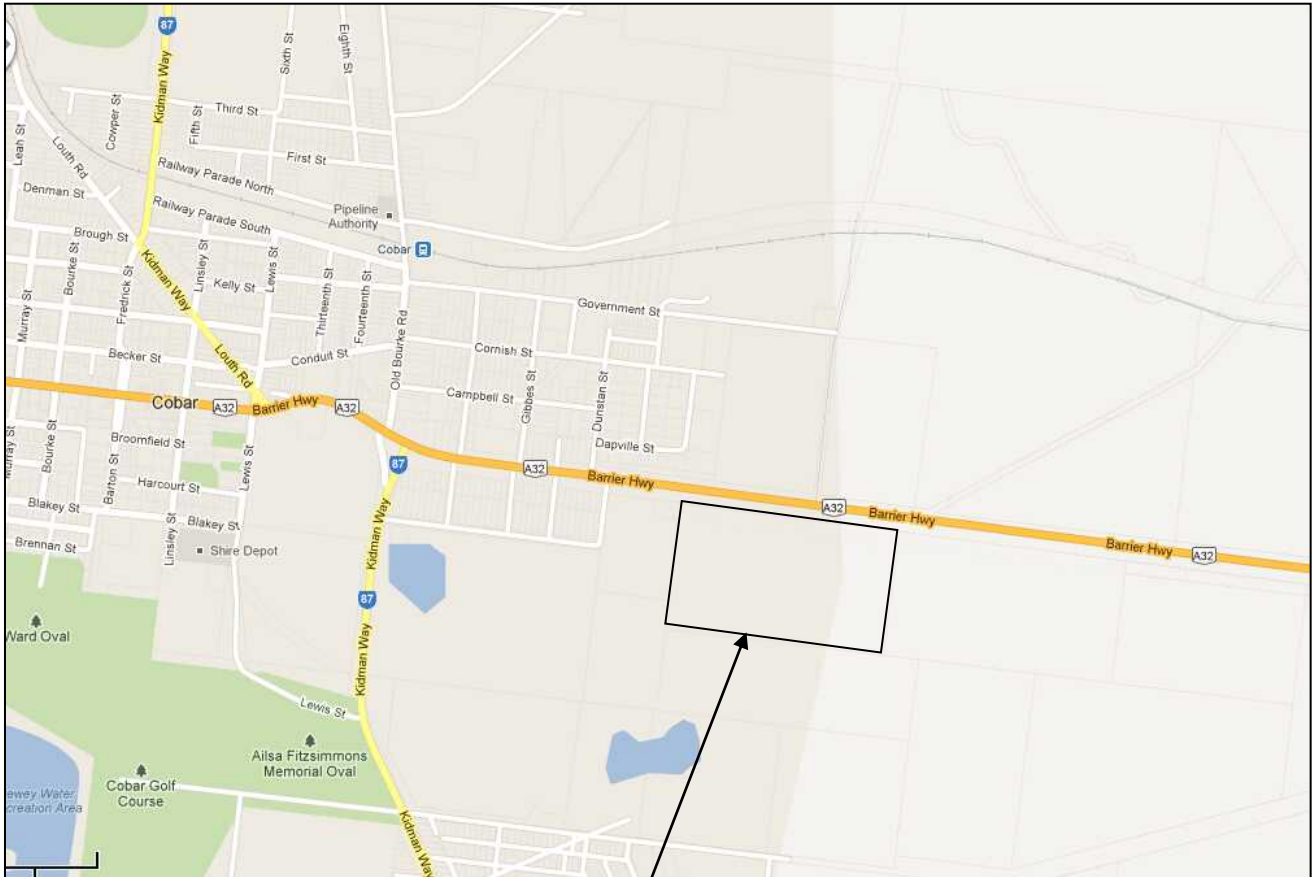 87
Kidman Way
Sixth St
Eighth St
Third St
Cowper St
Fifth St
First St
Leah St
Louth Rd
Railway Parade North
Denman St
Pipeline
Authority
Railway Parade South
Brough St
Cobar
Bourke St
Fredrick St
Linsley St
Lewis St
Kidman Way
Kelly St
Thirteenth St
Fourteenth St
Old Bourke Rd
Government St
Murray St
Becker St
Louth Rd
Conduit St
Cornish St
Campbell St
Gibbes St
Dunstan St
Cobar
A32
Barrier Hwy
A32
Dapville St
Murray St
Bourke St
Barton St
Broomfield St
Lewis St
87
A32
Barrier Hwy
A32
Barrier Hwy
Barrier Hwy
A32
Harcourt St
Blakey St
Blakey St
Linsley St
Brennan St
Shire Depot
Kidman Way
87
Ward Oval
Kidman Way
Lewis St
Ailsa Fitzsimmons
Memorial Oval
Cobar Golf
Course
ewey Water
creation Area
Kidman Way